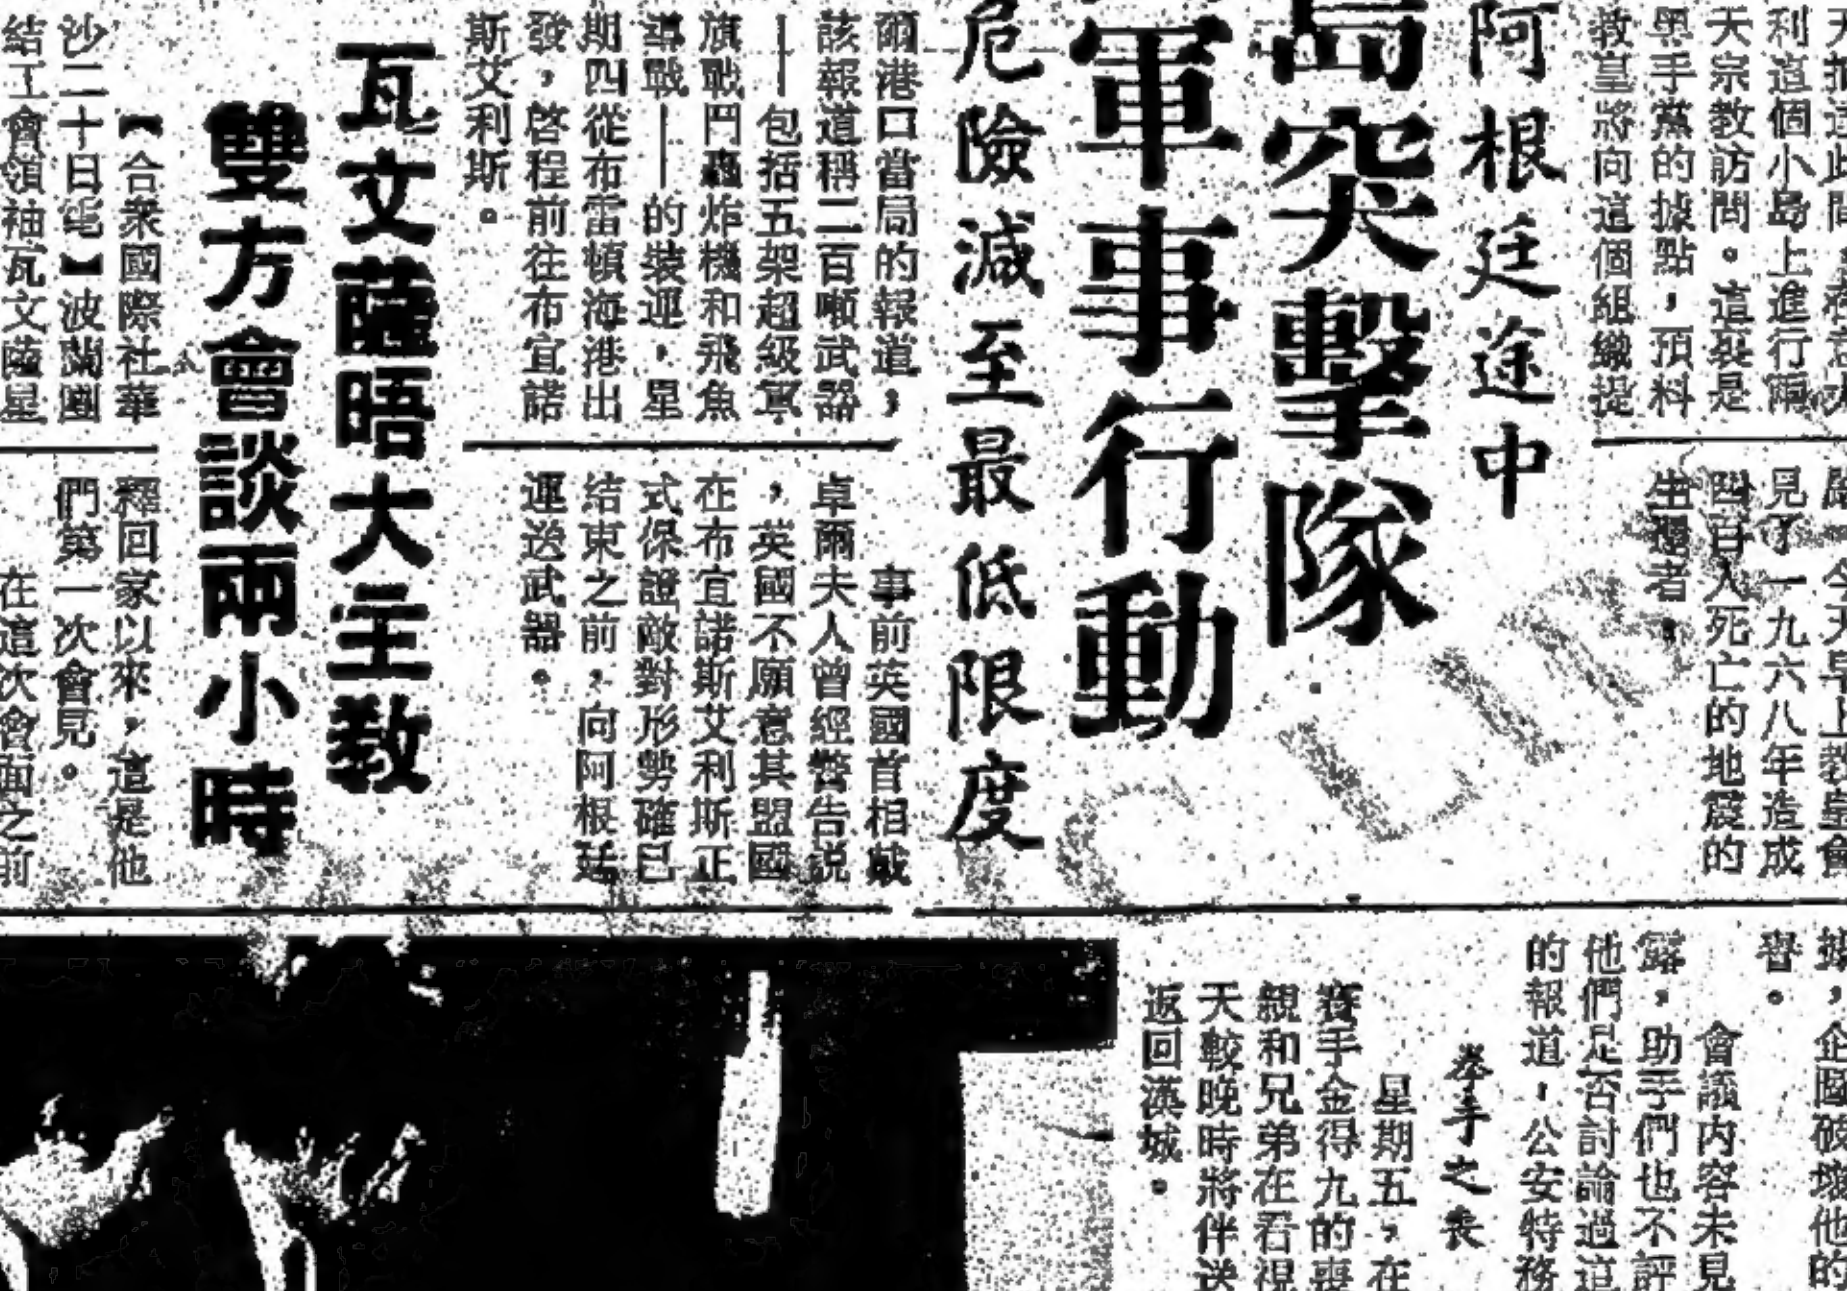 利這個小島上進行兩
天宗教訪問。這裏是
黑手黨的據點，預料
教皇將向這個組織提
見了一九六八年造成
四百人死亡的地震的
生還者。
阿根廷途中
島突擊隊
軍事行動
危險減至最低限度
爾港口當局的報道，
該報道稱二百噸武器
——包括五架超級軍
旗戰鬥轟炸機和飛魚
導彈——的裝運，星
期四從布雷頓海港出
發，啓程前往布宜諾
斯艾利斯。
事前英國首相戴
卓爾夫人曾經警告説
，英國不願意其盟國
在布宜諾斯艾利斯正
式保證敵對形勢確已
結束之前，向阿根廷
運送武器。
瓦文薩晤大主教
雙方會談兩小時
【合衆國際社華
沙二十日電】波蘭團
結工會領袖瓦文薩星
釋回家以來，這是他
們第一次會見。
在這次會面之前
據，企圖破壞他的
譽。
會議內容未見
露，助手們也不評
他們是否討論過這
的報道，公安特務
拳手之喪
星期五，在
賽手金得九的喪
親和兄弟在看視
天較晚時將伴送
返回漢城。